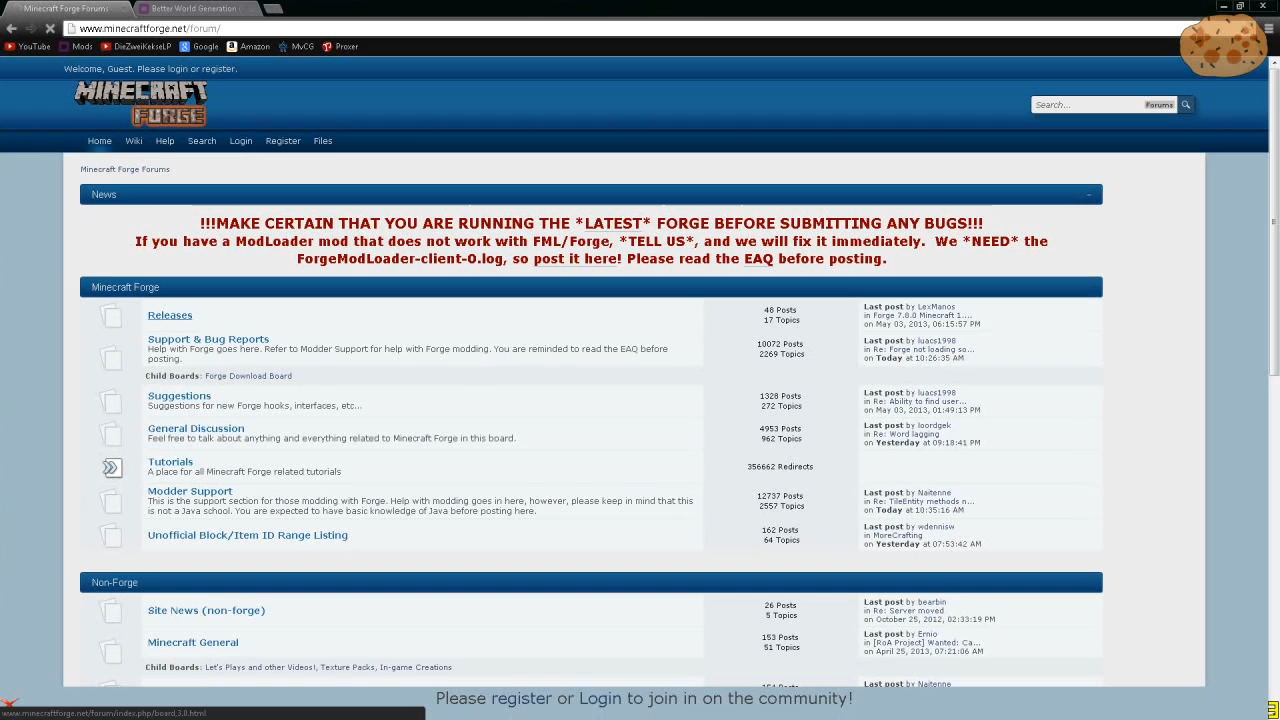 Minecraft Forge Forums
Better World Generation
www.minecraftforge.net/forum/
YouTube Mods DieZweiKekseLP Google Amazon MvCG Proxer
Welcome, Guest. Please login or register.
MINECRAFT
FORGE
Search... Forums
Home Wiki Help Search Login Register Files
Minecraft Forge Forums
News
!!!MAKE CERTAIN THAT YOU ARE RUNNING THE *LATEST* FORGE BEFORE SUBMITTING ANY BUGS!!!
If you have a ModLoader mod that does not work with FML/Forge, *TELL US*, and we will fix it immediately. We *NEED* the
ForgeModLoader-client-0.log, so post it here! Please read the EAQ before posting.
Minecraft Forge
Releases
48 Posts
17 Topics
Last post by LexManos
in Forge 7.8.0 Minecraft 1....
on May 03, 2013, 06:15:57 PM
Support & Bug Reports
Help with Forge goes here. Refer to Modder Support for help with Forge modding. You are reminded to read the EAQ before
posting.
10072 Posts
2269 Topics
Last post by luacs1998
in Re: Forge not loading so...
on Today at 10:26:35 AM
Child Boards: Forge Download Board
Suggestions
Suggestions for new Forge hooks, interfaces, etc...
1328 Posts
272 Topics
Last post by luacs1998
in Re: Ability to find user...
on May 03, 2013, 01:49:13 PM
General Discussion
Feel free to talk about anything and everything related to Minecraft Forge in this board.
4953 Posts
962 Topics
Last post by loordgek
in Re: Word lagging
on Yesterday at 09:18:41 PM
Tutorials
A place for all Minecraft Forge related tutorials
356662 Redirects
Modder Support
This is the support section for those modding with Forge. Help with modding goes in here, however, please keep in mind that this
is not a Java school. You are expected to have basic knowledge of Java before posting here.
12737 Posts
2557 Topics
Last post by Naitenne
in Re: TileEntity methods n...
on Today at 10:35:16 AM
Unofficial Block/Item ID Range Listing
162 Posts
64 Topics
Last post by wdennisw
in MoreCrafting
on Yesterday at 07:53:42 AM
Non-Forge
Site News (non-forge)
26 Posts
5 Topics
Last post by bearbin
in Re: Server moved
on October 25, 2012, 02:33:19 PM
Minecraft General
153 Posts
51 Topics
Last post by Ernio
in [RoA Project] Wanted: Ca...
on April 25, 2013, 07:21:06 AM
Child Boards: Let's Plays and other Videos!, Texture Packs, In-game Creations
Last post by Naitenne
Please register or Login to join in on the community!
www.minecraftforge.net/forum/index.php/board,3.0.html